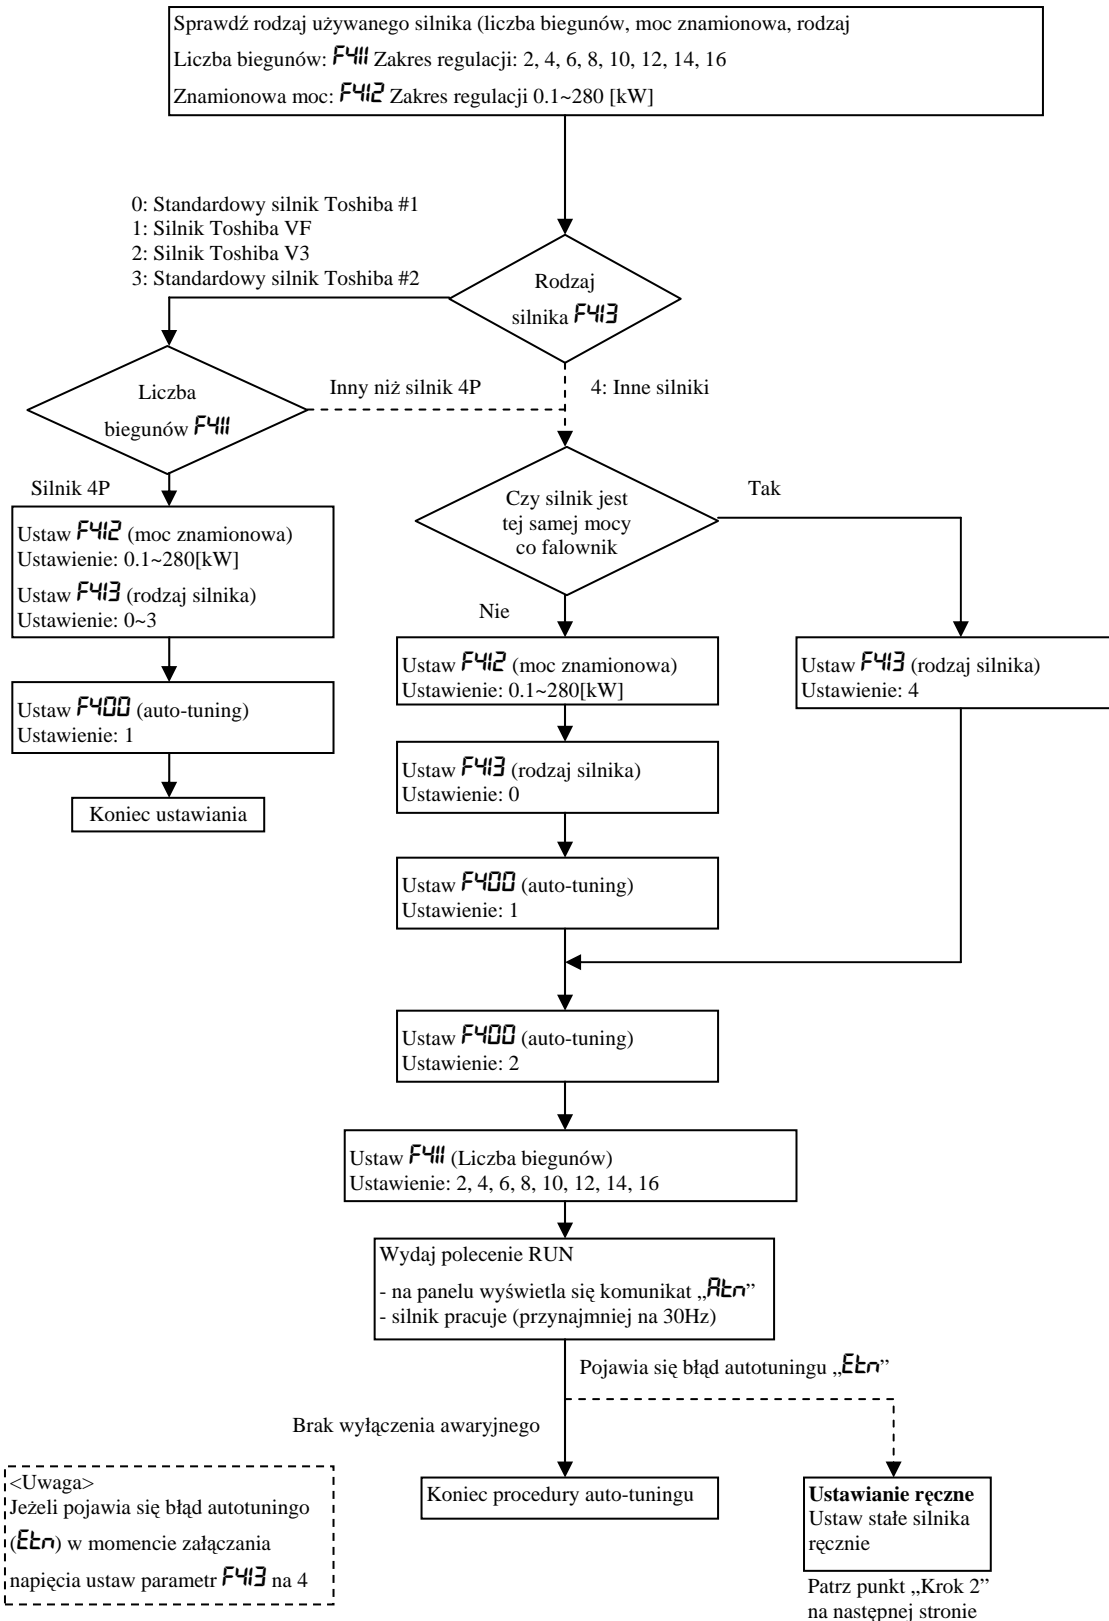 Sprawdź rodzaj używanego silnika (liczba biegunów, moc znamionowa, rodzaj
Liczba biegunów: F411 Zakres regulacji: 2, 4, 6, 8, 10, 12, 14, 16
Znamionowa moc: F412 Zakres regulacji 0.1~280 [kW]
0: Standardowy silnik Toshiba #1
1: Silnik Toshiba VF
2: Silnik Toshiba V3
3: Standardowy silnik Toshiba #2
Rodzaj
silnika F413
Liczba
biegunów F411
Inny niż silnik 4P
4: Inne silniki
Silnik 4P
Ustaw F412 (moc znamionowa)
Ustawienie: 0.1~280[kW]
Ustaw F413 (rodzaj silnika)
Ustawienie: 0~3
Ustaw F400 (auto-tuning)
Ustawienie: 1
Koniec ustawiania
Czy silnik jest
tej samej mocy
co falownik
Tak
Nie
Ustaw F412 (moc znamionowa)
Ustawienie: 0.1~280[kW]
Ustaw F413 (rodzaj silnika)
Ustawienie: 4
Ustaw F413 (rodzaj silnika)
Ustawienie: 0
Ustaw F400 (auto-tuning)
Ustawienie: 1
Ustaw F400 (auto-tuning)
Ustawienie: 2
Ustaw F411 (Liczba biegunów)
Ustawienie: 2, 4, 6, 8, 10, 12, 14, 16
Wydaj polecenie RUN
- na panelu wyświetla się komunikat „Atn”
- silnik pracuje (przynajmniej na 30Hz)
Pojawia się błąd autotuningu „Etn”
Brak wyłączenia awaryjnego
Koniec procedury auto-tuningu
Ustawianie ręczne
Ustaw stałe silnika
ręcznie
Patrz punkt „Krok 2”
na następnej stronie
<Uwaga>
Jeżeli pojawia się błąd autotuningo
(Etn) w momencie załączania
napięcia ustaw parametr F413 na 4